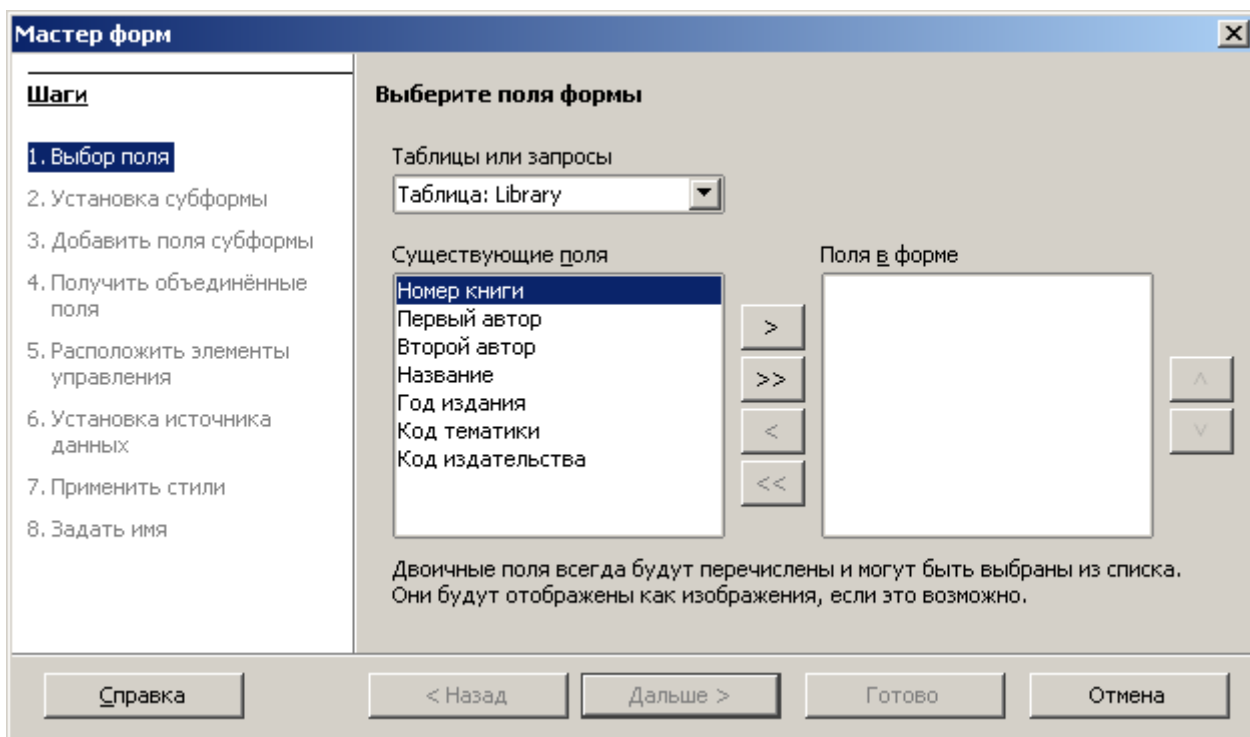 Мастер форм
Шаги
1. Выбор поля
2. Установка субформы
3. Добавить поля субформы
4. Получить объединённые
поля
5. Расположить элементы
управления
6. Установка источника
данных
7. Применить стили
8. Задать имя
Выберите поля формы
Таблицы или запросы
Таблица: Library
Существующие поля
Номер книги
Первый автор
Второй автор
Название
Год издания
Код тематики
Код издательства
>
>>
<
<<
Поля в форме
^
v
Двоичные поля всегда будут перечислены и могут быть выбраны из списка.
Они будут отображены как изображения, если это возможно.
Справка
< Назад
Дальше >
Готово
Отмена